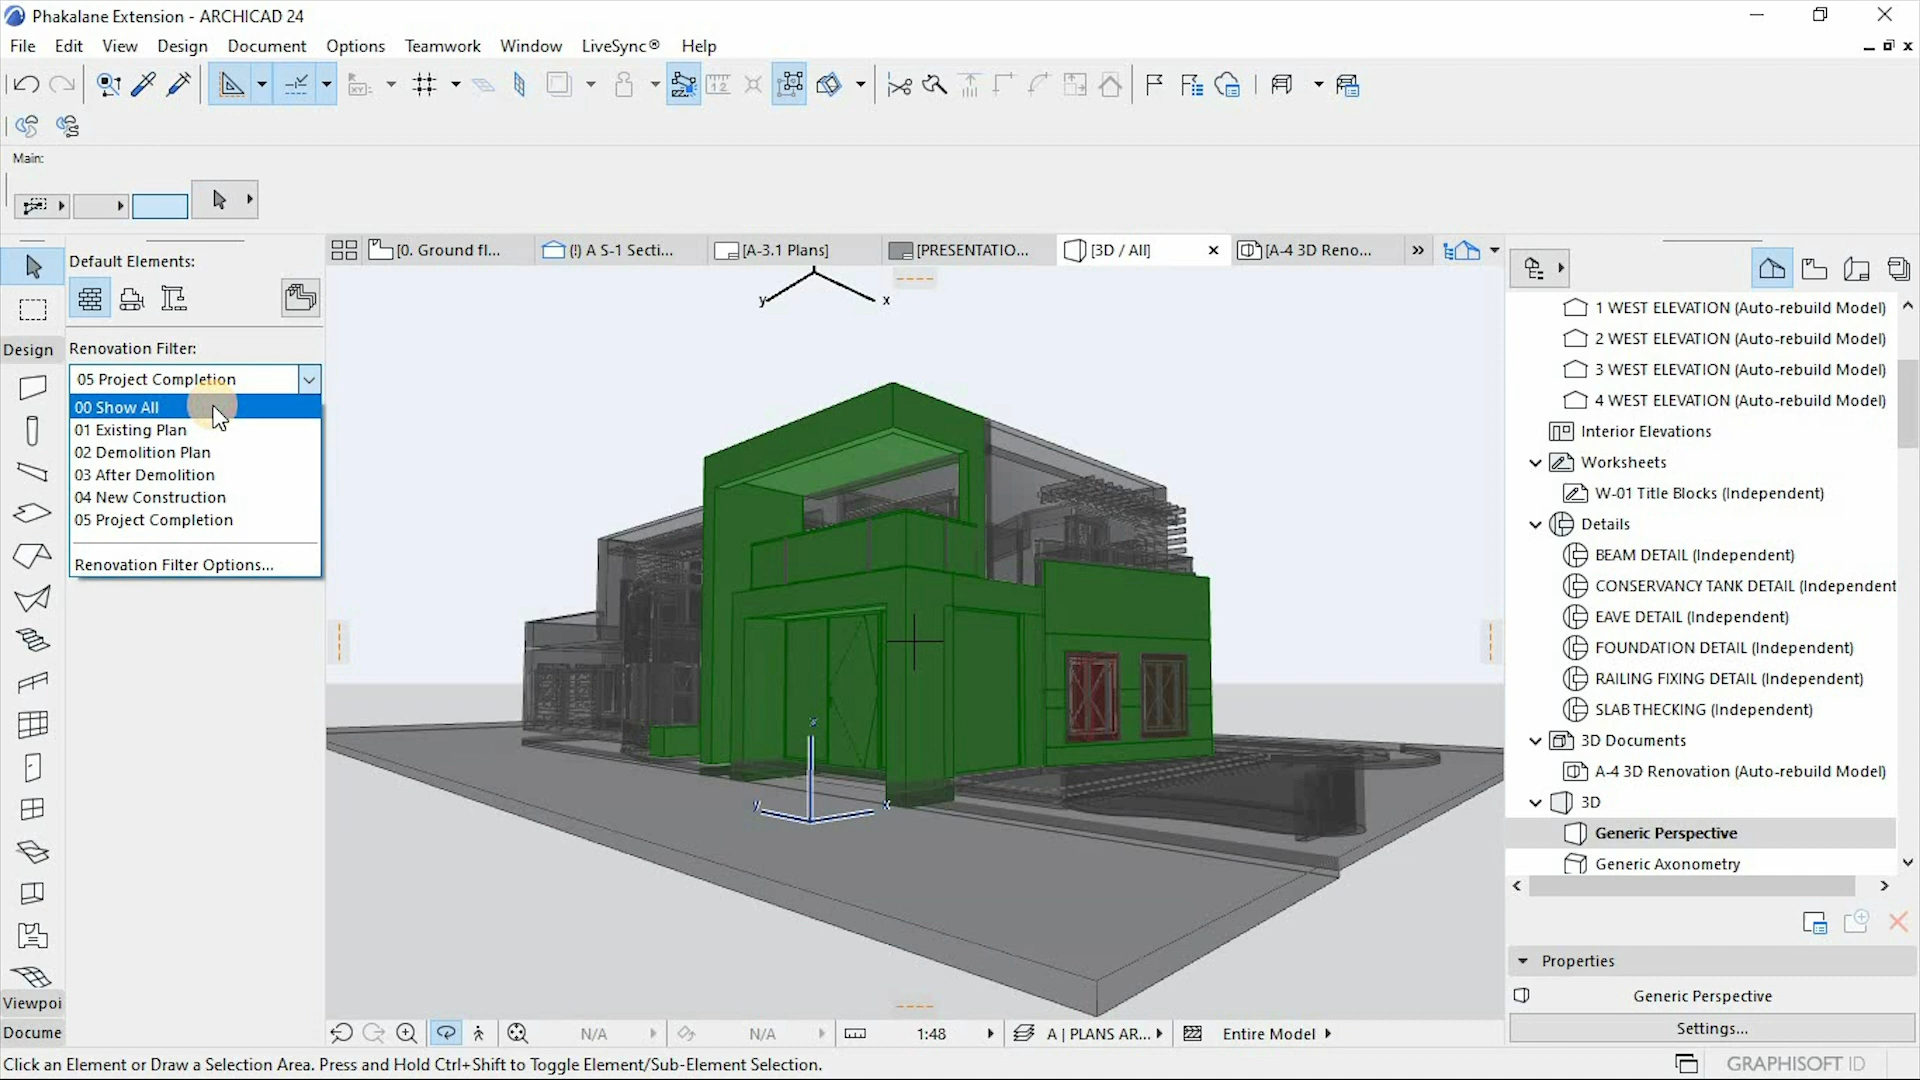 Phakalane Extension - ARCHICAD 24
File Edit View Design Document Options Teamwork Window LiveSync® Help
Main:
Default Elements:
[0. Ground fl...
(!) A S-1 Secti...
[A-3.1 Plans]
[PRESENTATIO...
[3D / All]
[A-4 3D Reno...
Design
Renovation Filter:
05 Project Completion
00 Show All
01 Existing Plan
02 Demolition Plan
03 After Demolition
04 New Construction
05 Project Completion
Renovation Filter Options...
Viewpoi
Docume
y x
y x
1 WEST ELEVATION (Auto-rebuild Model)
2 WEST ELEVATION (Auto-rebuild Model)
3 WEST ELEVATION (Auto-rebuild Model)
4 WEST ELEVATION (Auto-rebuild Model)
Interior Elevations
Worksheets
W-01 Title Blocks (Independent)
Details
BEAM DETAIL (Independent)
CONSERVANCY TANK DETAIL (Independent
EAVE DETAIL (Independent)
FOUNDATION DETAIL (Independent)
RAILING FIXING DETAIL (Independent)
SLAB THECKING (Independent)
3D Documents
A-4 3D Renovation (Auto-rebuild Model)
3D
Generic Perspective
Generic Axonometry
Properties
Generic Perspective
Settings...
N/A N/A 1:48 A | PLANS AR... Entire Model
Click an Element or Draw a Selection Area. Press and Hold Ctrl+Shift to Toggle Element/Sub-Element Selection.
GRAPHISOFT ID